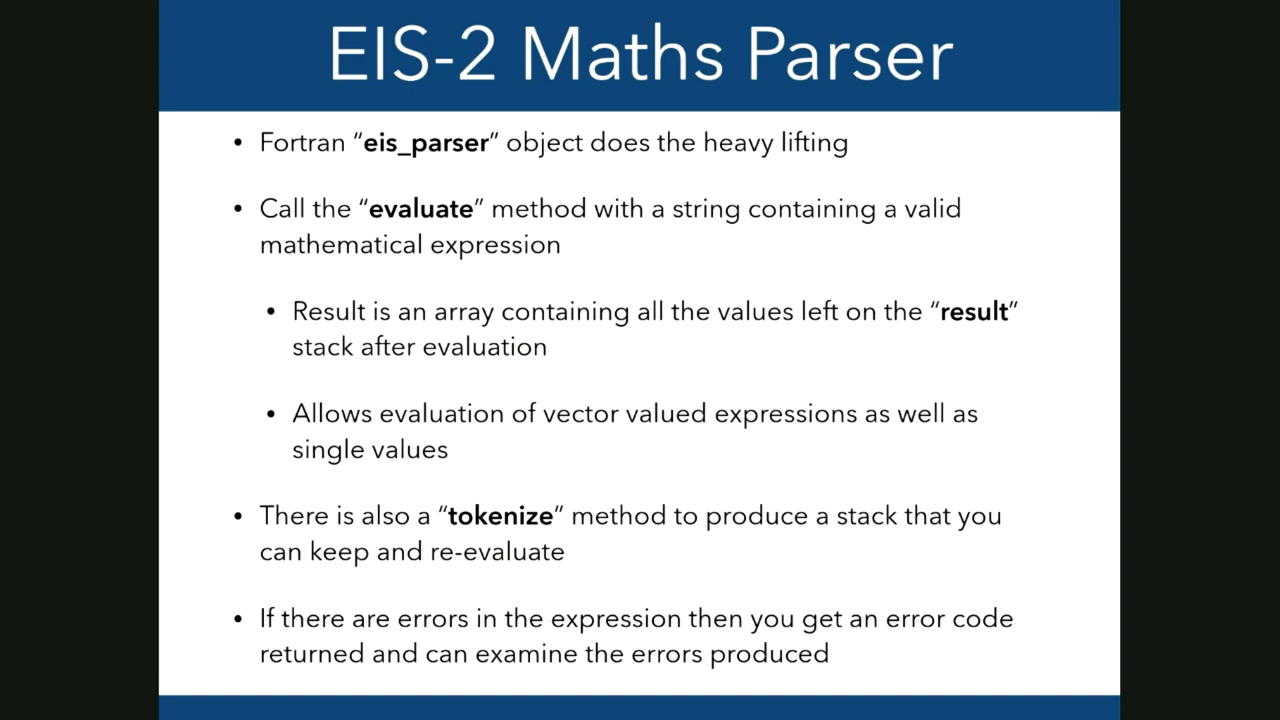 EIS-2 Maths Parser
• Fortran “eis_parser” object does the heavy lifting
• Call the “evaluate” method with a string containing a valid
mathematical expression
• Result is an array containing all the values left on the “result”
stack after evaluation
• Allows evaluation of vector valued expressions as well as
single values
• There is also a “tokenize” method to produce a stack that you
can keep and re-evaluate
• If there are errors in the expression then you get an error code
returned and can examine the errors produced